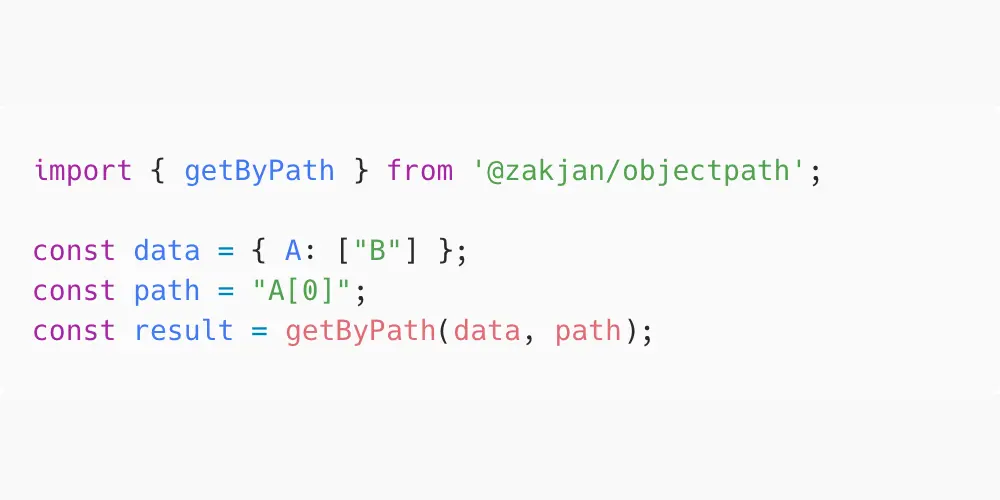 import { getByPath } from '@zakjan/objectpath';
const data = { A: ["B"] };
const path = "A[0]";
const result = getByPath(data, path);